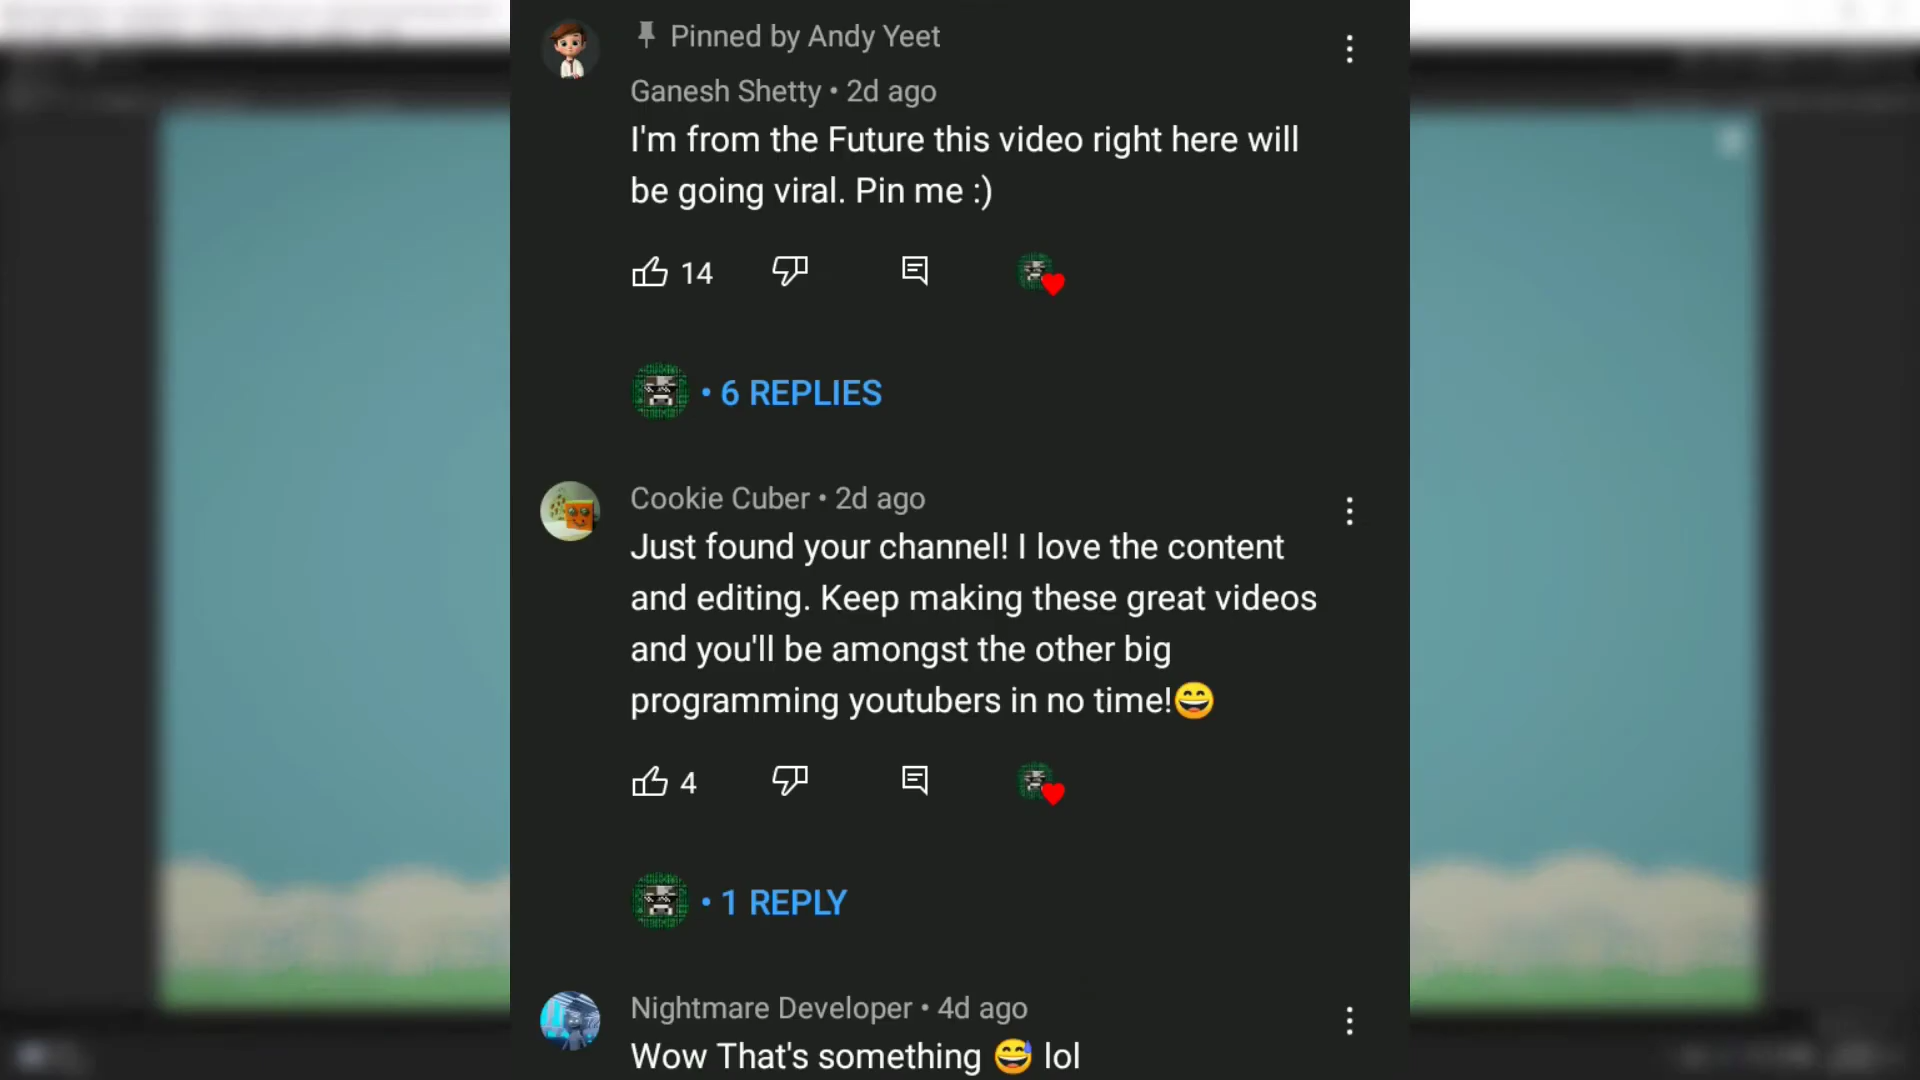 Pinned by Andy Yeet
Ganesh Shetty • 2d ago
I'm from the Future this video right here will
be going viral. Pin me :)
14
• 6 REPLIES
Cookie Cuber • 2d ago
Just found your channel! I love the content
and editing. Keep making these great videos
and you'll be amongst the other big
programming youtubers in no time!😄
4
• 1 REPLY
Nightmare Developer • 4d ago
Wow That's something 😅 lol